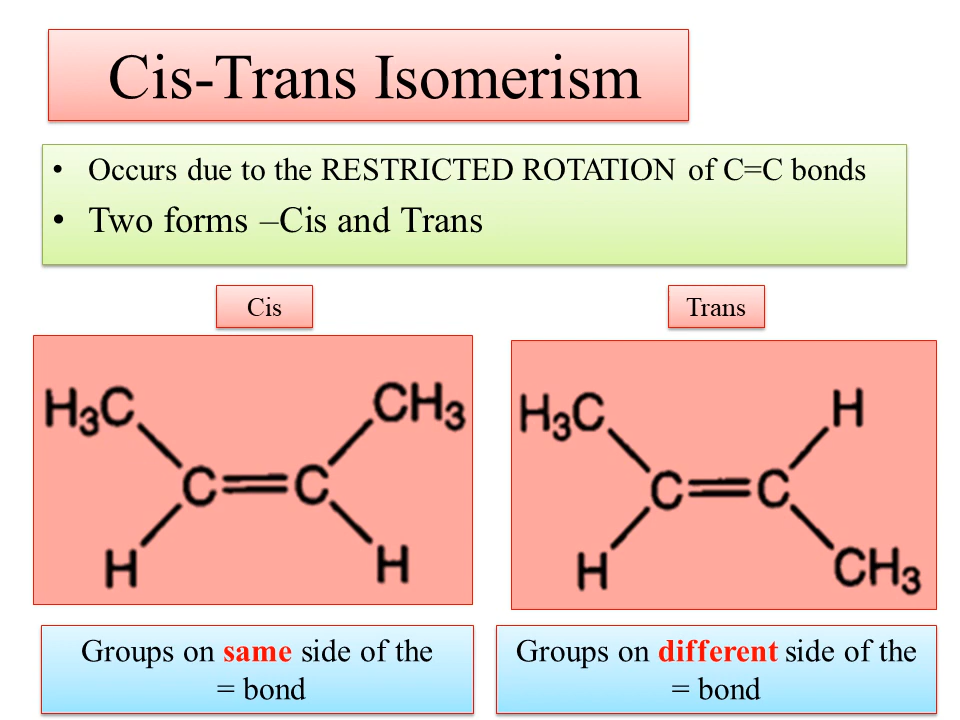 Cis-Trans Isomerism
• Occurs due to the RESTRICTED ROTATION of C=C bonds
• Two forms –Cis and Trans
Cis
Trans
H₃C CH₃
C=C
H H
H₃C H
C=C
H CH₃
Groups on same side of the
= bond
Groups on different side of the
= bond